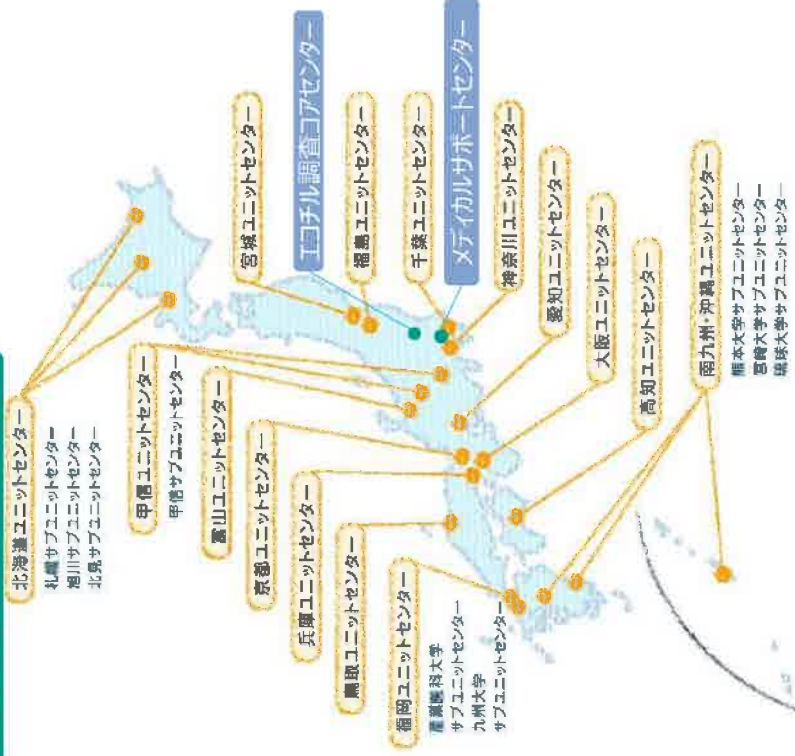 北海道ユニットセンター
札幌サブユニットセンター
旭川サブユニットセンター
北見サブユニットセンター
甲信ユニットセンター
甲信サブユニットセンター
富山ユニットセンター
京都ユニットセンター
兵庫ユニットセンター
鳥取ユニットセンター
福岡ユニットセンター
産業医科大学
サブユニットセンター
九州大学
サブユニットセンター
宮城ユニットセンター
エコチル調査コアセンター
福島ユニットセンター
千葉ユニットセンター
メディカルサポートセンター
神奈川ユニットセンター
愛知ユニットセンター
大阪ユニットセンター
高知ユニットセンター
南九州・沖縄ユニットセンター
熊本大学サブユニットセンター
宮崎大学サブユニットセンター
琉球大学サブユニットセンター